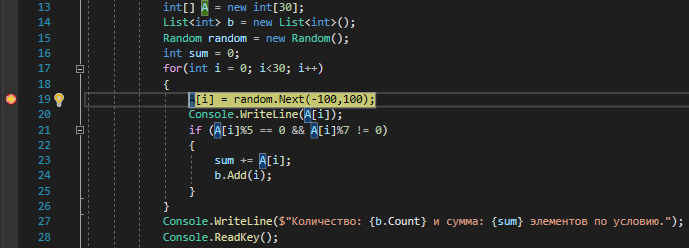 13 int[] A = new int[30];
14 List<int> b = new List<int>();
15 Random random = new Random();
16 int sum = 0;
17 for(int i = 0; i<30; i++)
18 {
19 A[i] = random.Next(-100,100);
20 Console.WriteLine(A[i]);
21 if (A[i]%5 == 0 && A[i]%7 != 0)
22 {
23 sum += A[i];
24 b.Add(i);
25 }
26 }
27 Console.WriteLine($"Количество: {b.Count} и сумма: {sum} элементов по условию.");
28 Console.ReadKey();